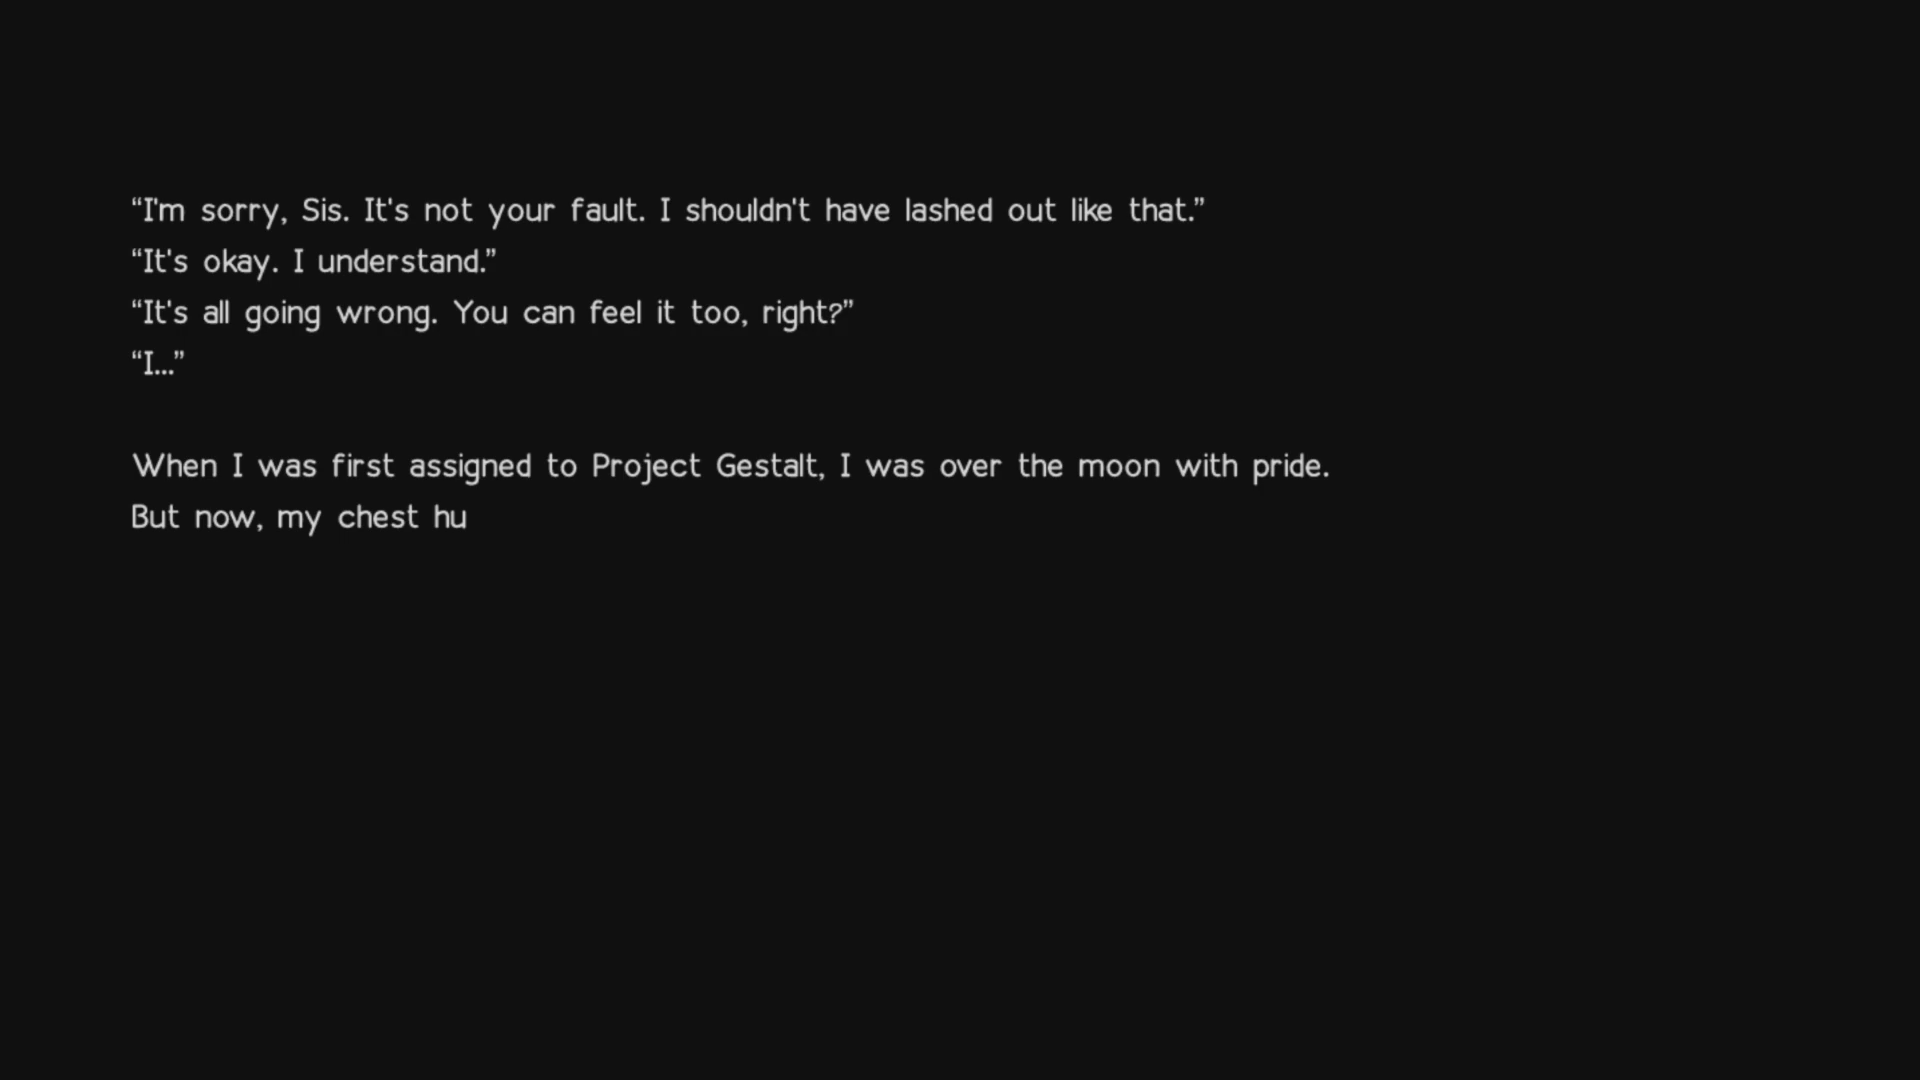 “I'm sorry, Sis. It's not your fault. I shouldn't have lashed out like that.”
“It's okay. I understand.”
“It's all going wrong. You can feel it too, right?”
“I...”
When I was first assigned to Project Gestalt, I was over the moon with pride.
But now, my chest hu